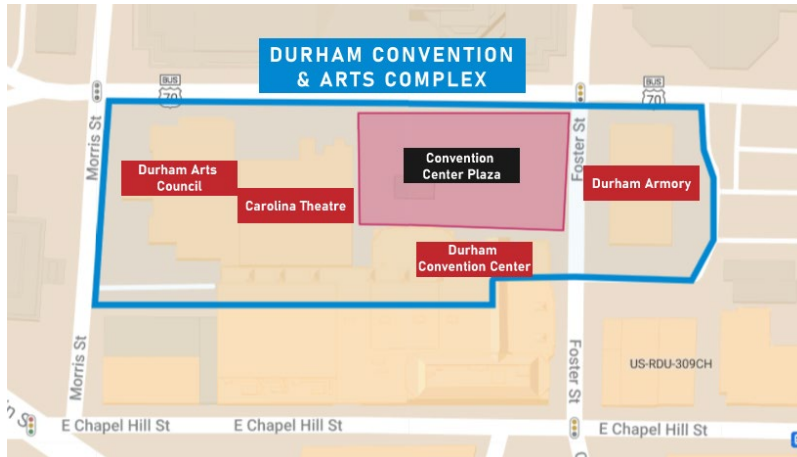 DURHAM CONVENTION
& ARTS COMPLEX
BUS
70
BUS
70
Morris St
Foster St
Durham Arts
Council
Carolina Theatre
Convention
Center Plaza
Durham Armory
Durham
Convention Center
Morris St
Foster St
US-RDU-309CH
E Chapel Hill St
E Chapel Hill St
E Chapel Hill St